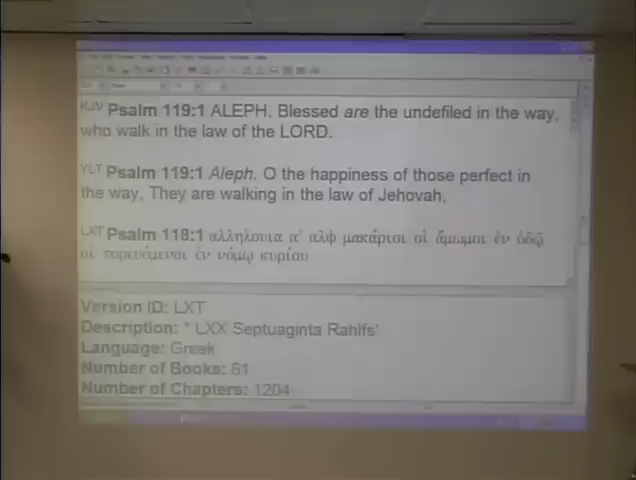 KJV Psalm 119:1 ALEPH. Blessed are the undefiled in the way,
who walk in the law of the LORD.
YLT Psalm 119:1 Aleph. O the happiness of those perfect in
the way, They are walking in the law of Jehovah,
LXT Psalm 118:1 αλληλουια αʹ αλφ μακάριοι οἱ ἄμωμοι ἐν ὁδῷ
οἱ πορευόμενοι ἐν νόμῳ κυρίου
Version ID: LXT
Description: " LXX Septuaginta Rahlfs'
Language: Greek
Number of Books: 61
Number of Chapters: 1204